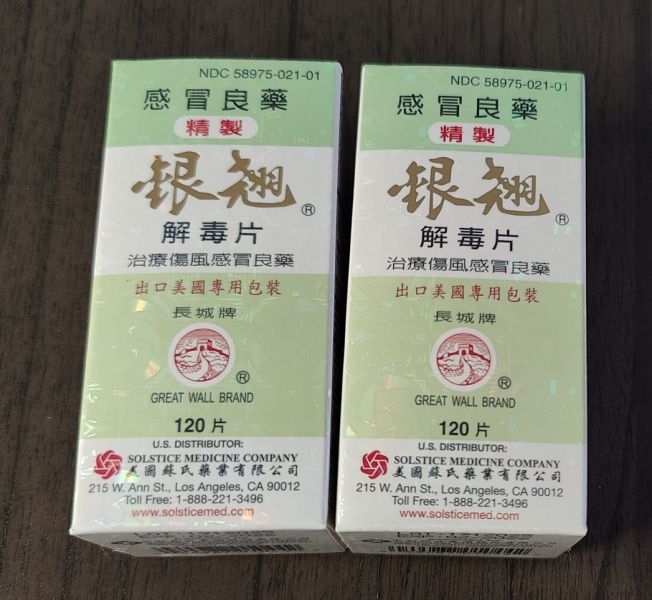 NDC 58975-021-01
感冒良藥
精製
銀翹®
解毒片
治療傷風感冒良藥
出口美國專用包裝
長城牌
®
GREAT WALL BRAND
120片
U.S. DISTRIBUTOR:
SOLSTICE MEDICINE COMPANY
美國蘇氏藥業有限公司
215 W. Ann St., Los Angeles, CA 90012
Toll Free: 1-888-221-3496
www.solsticemed.com
NDC 58975-021-01
感冒良藥
精製
銀翹®
解毒片
治療傷風感冒良藥
出口美國專用包裝
長城牌
®
GREAT WALL BRAND
120片
U.S. DISTRIBUTOR:
SOLSTICE MEDICINE COMPANY
美國蘇氏藥業有限公司
215 W. Ann St., Los Angeles, CA 90012
Toll Free: 1-888-221-3496
www.solsticemed.com